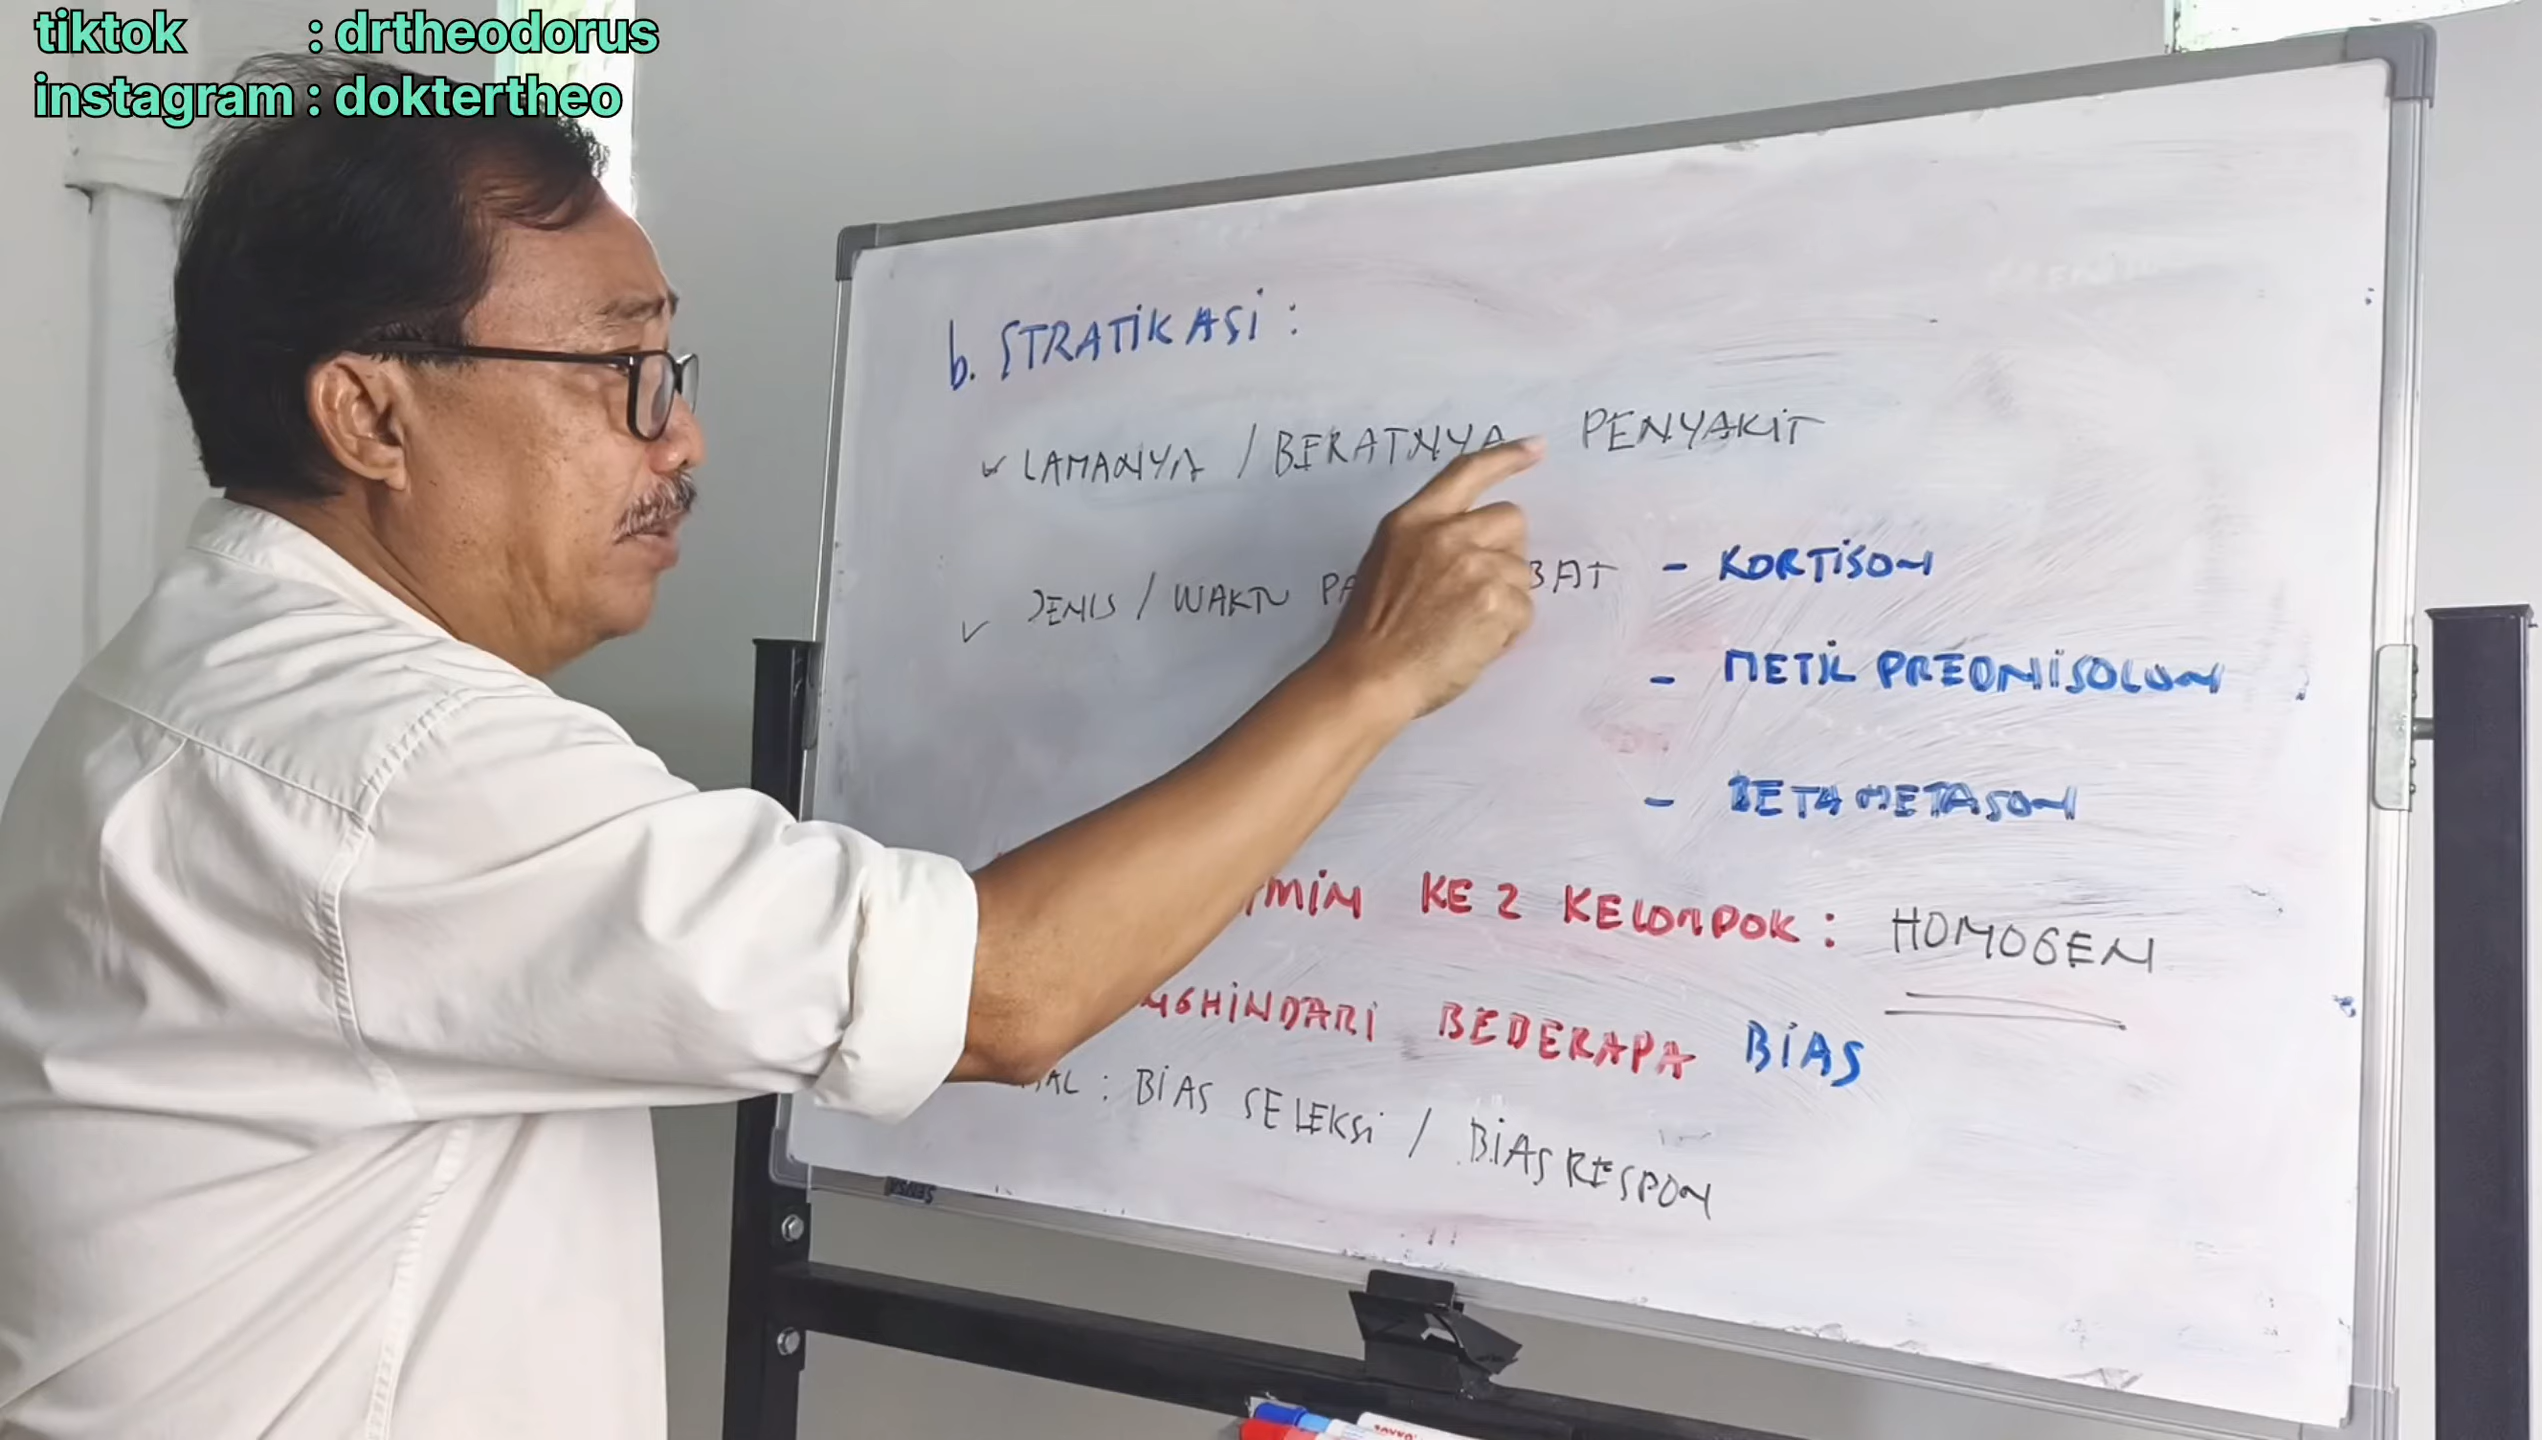 tiktok : drtheodorus
instagram : doktertheo
b. STRATIKASI :
LAMANYA / BERATNYA PENYAKIT
JENIS / WAKTU - KORTISON
- METIL PREDNISOLON
- BETAMETASON
KE 2 KELOMPOK : HOMOGEN
BEBERAPA BIAS
: BIAS SELEKSI / BIAS RESPON